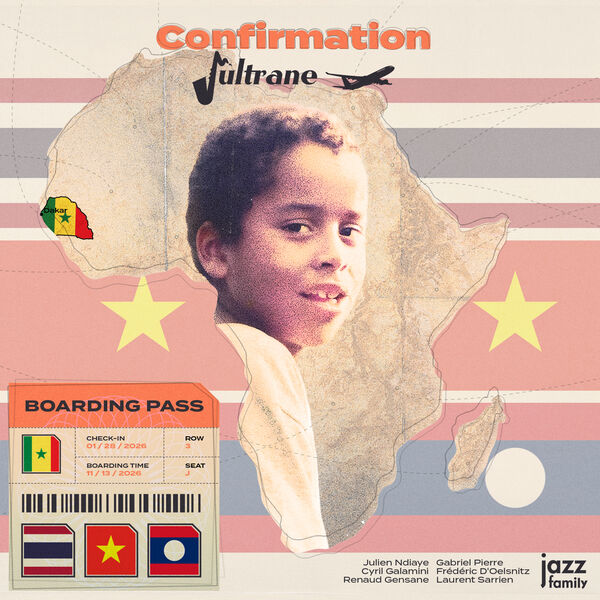 Confirmation
Jultrane
Dakar
BOARDING PASS
CHECK-IN
01 / 28 / 2026
ROW
3
BOARDING TIME
11 / 13 / 2026
SEAT
J
Julien Ndiaye Gabriel Pierre
Cyril Galamini Frédéric D'Oelsnitz
Renaud Gensane Laurent Sarrien
jazz
family